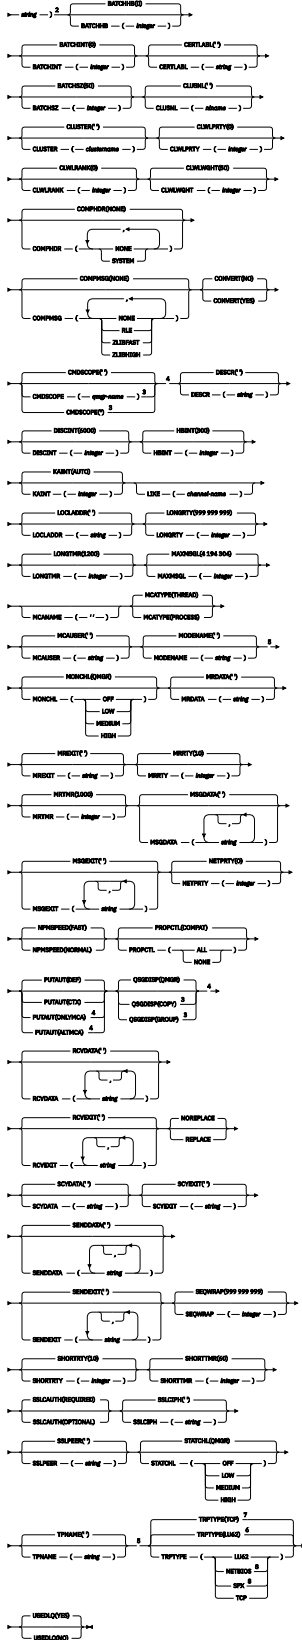 BATCHHB(0)
string ) 2 BATCHHB ( integer )
BATCHINT(0) CERTLABL(' ')
BATCHINT ( integer ) CERTLABL ( string )
BATCHSZ(50) CLUSNL(' ')
BATCHSZ ( integer ) CLUSNL ( nlname )
CLUSTER(' ') CLWLPRTY(0)
CLUSTER ( clustername ) CLWLPRTY ( integer )
CLWLRANK(0) CLWLWGHT(50)
CLWLRANK ( integer ) CLWLWGHT ( integer )
COMPHDR(NONE)
,
COMPHDR ( NONE )
SYSTEM
COMPMSG(NONE) CONVERT(NO)
, CONVERT(YES)
COMPMSG ( NONE )
RLE
ZLIBFAST
ZLIBHIGH
CMDSCOPE(' ') 4 DESCR(' ')
CMDSCOPE ( qmgr-name ) 3 DESCR ( string )
CMDSCOPE(*) 3
DISCINT(6000) HBINT(300)
DISCINT ( integer ) HBINT ( integer )
KAINT(AUTO)
KAINT ( integer ) LIKE ( channel-name )
LOCLADDR(' ') LONGRTY(999 999 999)
LOCLADDR ( string ) LONGRTY ( integer )
LONGTMR(1200) MAXMSGL(4 194 304)
LONGTMR ( integer ) MAXMSGL ( integer )
MCATYPE(THREAD)
MCANAME ( ' ' ) MCATYPE(PROCESS)
MCAUSER(' ') MODENAME(' ') 5
MCAUSER ( string ) MODENAME ( string )
MONCHL(QMGR) MRDATA(' ')
MONCHL ( OFF ) MRDATA ( string )
LOW
MEDIUM
HIGH
MREXIT(' ') MRRTY(10)
MREXIT ( string ) MRRTY ( integer )
MRTMR(1000) MSGDATA(' ')
MRTMR ( integer ) ,
MSGDATA ( string )
MSGEXIT(' ') NETPRTY(0)
, NETPRTY ( integer )
MSGEXIT ( string )
NPMSPEED(FAST) PROPCTL(COMPAT)
NPMSPEED(NORMAL) PROPCTL ( ALL )
NONE
PUTAUT(DEF) QSGDISP(QMGR) 4
PUTAUT(CTX) QSGDISP(COPY) 3
PUTAUT(ONLYMCA) 4 QSGDISP(GROUP) 3
PUTAUT(ALTMCA) 4
RCVDATA(' ')
,
RCVDATA ( string )
RCVEXIT(' ') NOREPLACE
, REPLACE
RCVEXIT ( string )
SCYDATA(' ') SCYEXIT(' ')
SCYDATA ( string ) SCYEXIT ( string )
SENDDATA(' ')
,
SENDDATA ( string )
SENDEXIT(' ') SEQWRAP(999 999 999)
, SEQWRAP ( integer )
SENDEXIT ( string )
SHORTRTY(10) SHORTTMR(60)
SHORTRTY ( integer ) SHORTTMR ( integer )
SSLCAUTH(REQUIRED) SSLCIPH(' ')
SSLCAUTH(OPTIONAL) SSLCIPH ( string )
SSLPEER(' ') STATCHL(QMGR)
SSLPEER ( string ) STATCHL ( OFF )
LOW
MEDIUM
HIGH
TRPTYPE(TCP) 7
TPNAME(' ') 5 TRPTYPE(LU62) 6
TPNAME ( string ) TRPTYPE ( LU62 )
NETBIOS 8
SPX 8
TCP
USEDLQ(YES)
USEDLQ(NO)